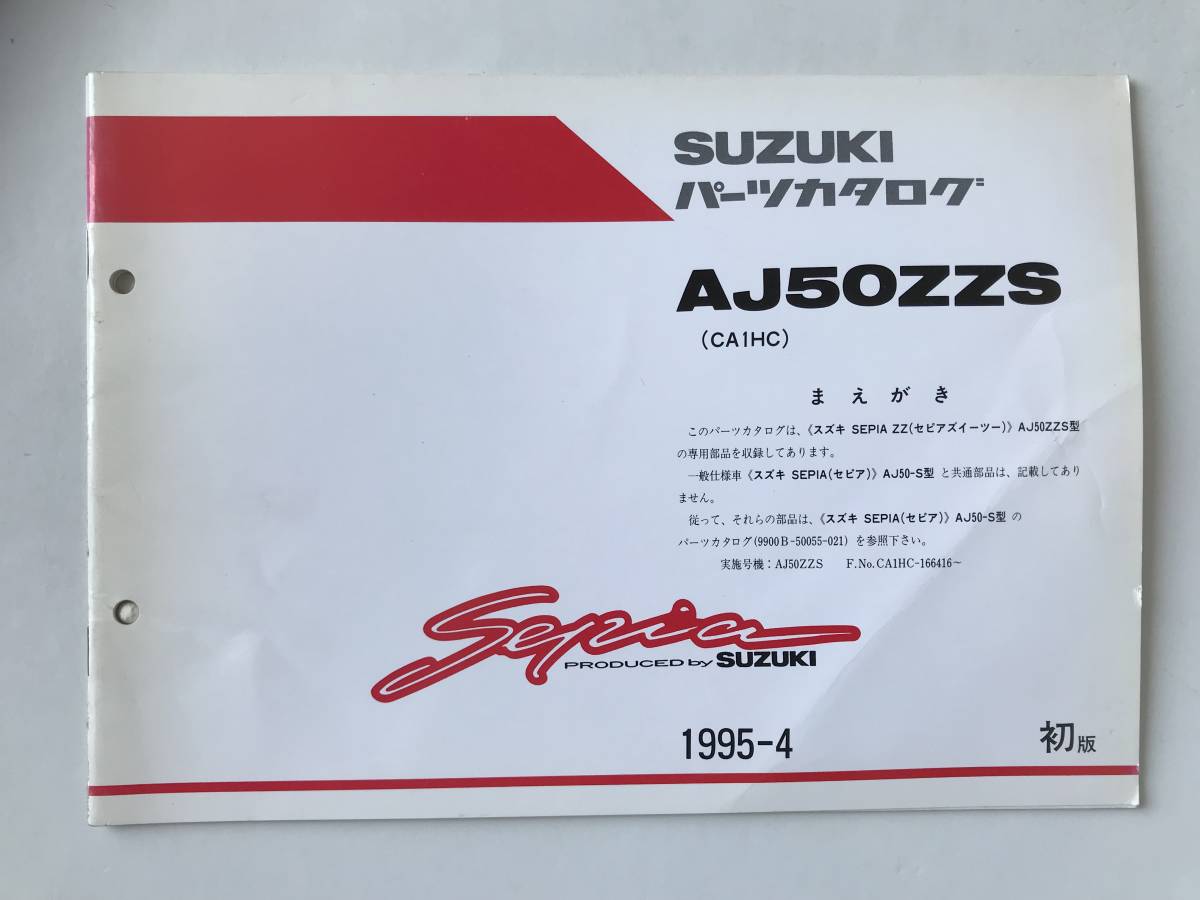 SUZUKI
パーツカタログ
AJ50ZZS
(CA1HC)
まえがき
このパーツカタログは、《スズキ SEPIA ZZ(セピアズィーツー)》AJ50ZZS型
の専用部品を収録してあります。
一般仕様車《スズキ SEPIA(セピア)》AJ50-S型 と共通部品は、記載してあり
ません。
従って、それらの部品は、《スズキ SEPIA(セピア)》AJ50-S型 の
パーツカタログ(9900B-50055-021) を参照下さい。
実施号機：AJ50ZZS F.No.CA1HC-166416～
Sepia
PRODUCED by SUZUKI
1995-4
初版